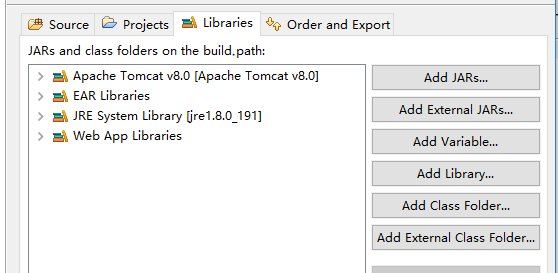 Source Projects Libraries Order and Export
JARs and class folders on the build path:
Apache Tomcat v8.0 [Apache Tomcat v8.0]
EAR Libraries
JRE System Library [jre1.8.0_191]
Web App Libraries
Add JARs...
Add External JARs...
Add Variable...
Add Library...
Add Class Folder...
Add External Class Folder...